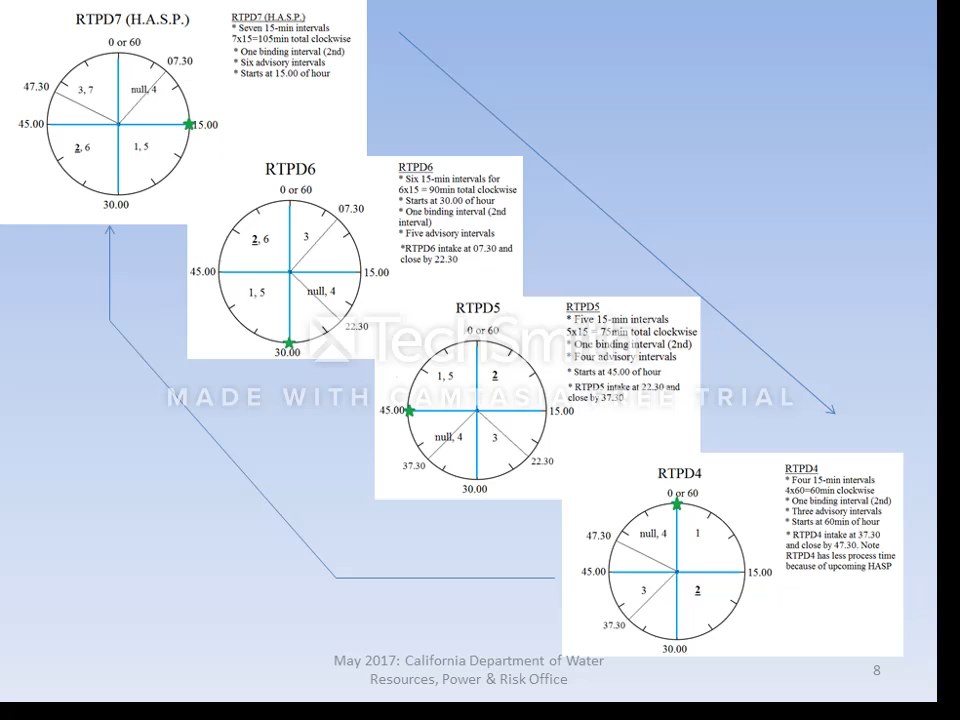 RTPD7 (H.A.S.P.)
0 or 60
07.30
47.30
3, 7
null, 4
45.00
15.00
2, 6
1, 5
30.00
RTPD7 (H.A.S.P.)
* Seven 15-min intervals
7x15=105min total clockwise
* One binding interval (2nd)
* Six advisory intervals
* Starts at 15.00 of hour
RTPD6
0 or 60
07.30
2, 6
3
45.00
15.00
1, 5
null, 4
22.30
30.00
RTPD6
* Six 15-min intervals for
6x15 = 90min total clockwise
* Starts at 30.00 of hour
* One binding interval (2nd
interval)
* Five advisory intervals
*RTPD6 intake at 07.30 and
close by 22.30
RTPD5
0 or 60
1, 5
2
45.00
15.00
null, 4
3
37.30
22.30
30.00
RTPD5
* Five 15-min intervals
5x15 = 75min total clockwise
* One binding interval (2nd)
* Four advisory intervals
* Starts at 45.00 of hour
* RTPD5 intake at 22.30 and
close by 37.30
TechSmith
MADE WITH CAMTASIA FREE TRIAL
RTPD4
0 or 60
47.30
null, 4
1
45.00
15.00
3
2
37.30
30.00
RTPD4
* Four 15-min intervals
4x60=60min clockwise
* One binding interval (2nd)
* Three advisory intervals
* Starts at 60min of hour
* RTPD4 intake at 37.30
and close by 47.30. Note
RTPD4 has less process time
because of upcoming HASP
May 2017: California Department of Water
Resources, Power & Risk Office
8